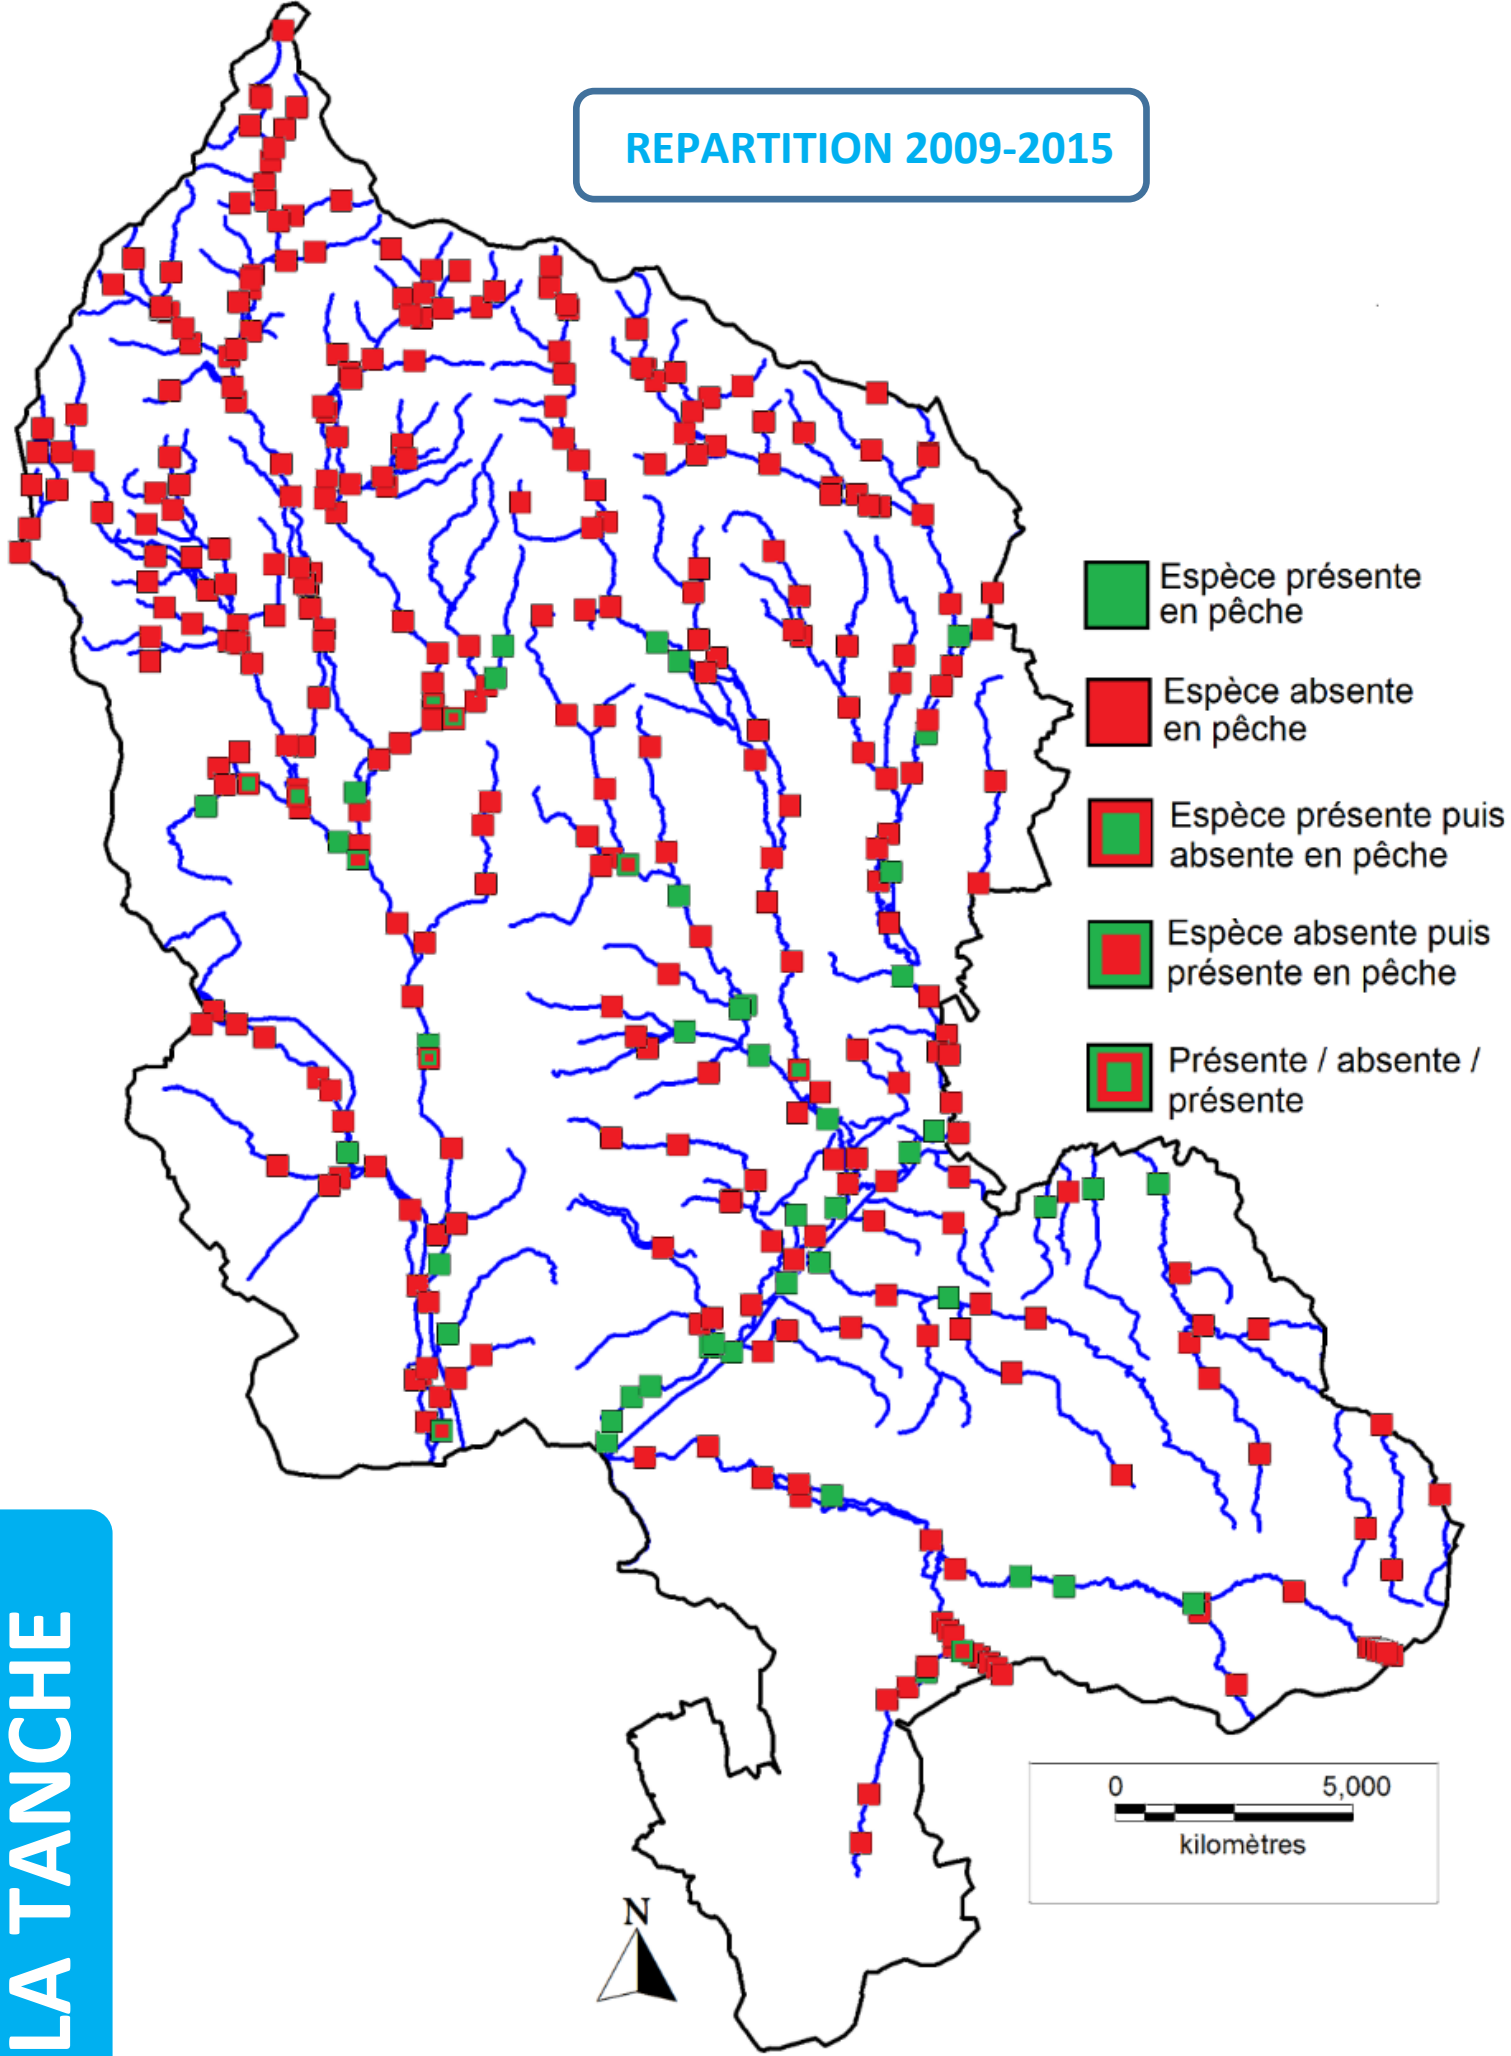 REPARTITION 2009-2015
Espèce présente
en pêche
Espèce absente
en pêche
Espèce présente puis
absente en pêche
Espèce absente puis
présente en pêche
Présente / absente /
présente
0 5,000
kilomètres
N
LA TANCHE